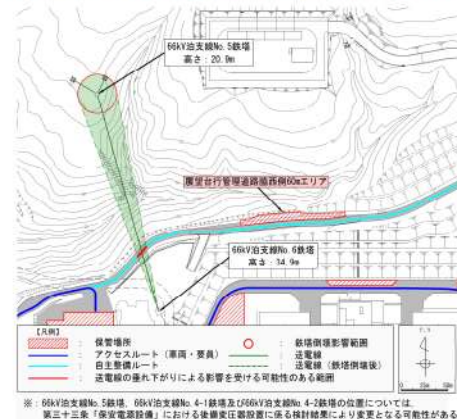 66kV泊支線No.5鉄塔
高さ:20.9m
展望台行管理道路脇西側60mエリア
66kV泊支線No.6鉄塔
高さ:34.9m
【凡例】
: 保管場所
: 鉄塔倒壊影響範囲
: アクセスルート(車両・要員)
: 送電線
: 自主整備ルート
: 送電線(鉄塔倒壊後)
: 送電線の垂れ下がりによる影響を受ける可能性のある範囲
※:66kV泊支線No.5鉄塔、66kV泊支線No.4-1鉄塔及び66kV泊支線No.4-2鉄塔の位置については、
第三十三条「保安電源設備」における後備変圧器設置に係る検討結果により変更となる可能性がある